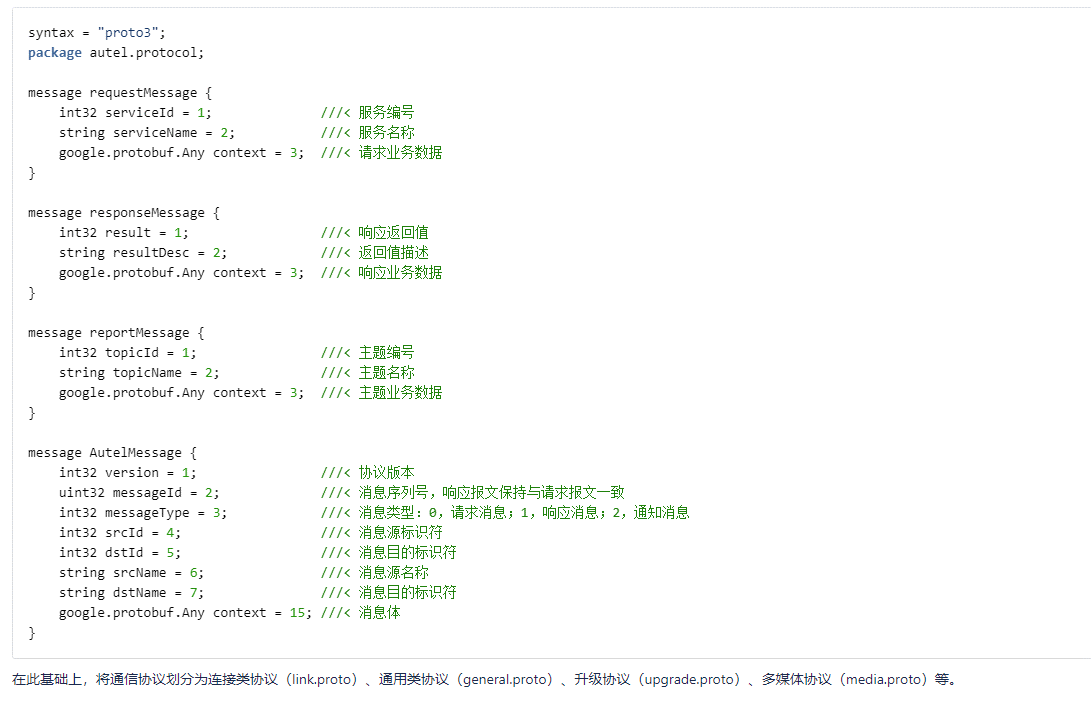 syntax = "proto3";
package autel.protocol;

message requestMessage {
    int32 serviceId = 1;              ///< 服务编号
    string serviceName = 2;           ///< 服务名称
    google.protobuf.Any context = 3;  ///< 请求业务数据
}

message responseMessage {
    int32 result = 1;                 ///< 响应返回值
    string resultDesc = 2;            ///< 返回值描述
    google.protobuf.Any context = 3;  ///< 响应业务数据
}

message reportMessage {
    int32 topicId = 1;                ///< 主题编号
    string topicName = 2;             ///< 主题名称
    google.protobuf.Any context = 3;  ///< 主题业务数据
}

message AutelMessage {
    int32 version = 1;                ///< 协议版本
    uint32 messageId = 2;             ///< 消息序列号，响应报文保持与请求报文一致
    int32 messageType = 3;            ///< 消息类型：0，请求消息；1，响应消息；2，通知消息
    int32 srcId = 4;                  ///< 消息源标识符
    int32 dstId = 5;                  ///< 消息目的标识符
    string srcName = 6;               ///< 消息源名称
    string dstName = 7;               ///< 消息目的标识符
    google.protobuf.Any context = 15; ///< 消息体
}

在此基础上，将通信协议划分为连接类协议（link.proto）、通用类协议（general.proto）、升级协议（upgrade.proto）、多媒体协议（media.proto）等。